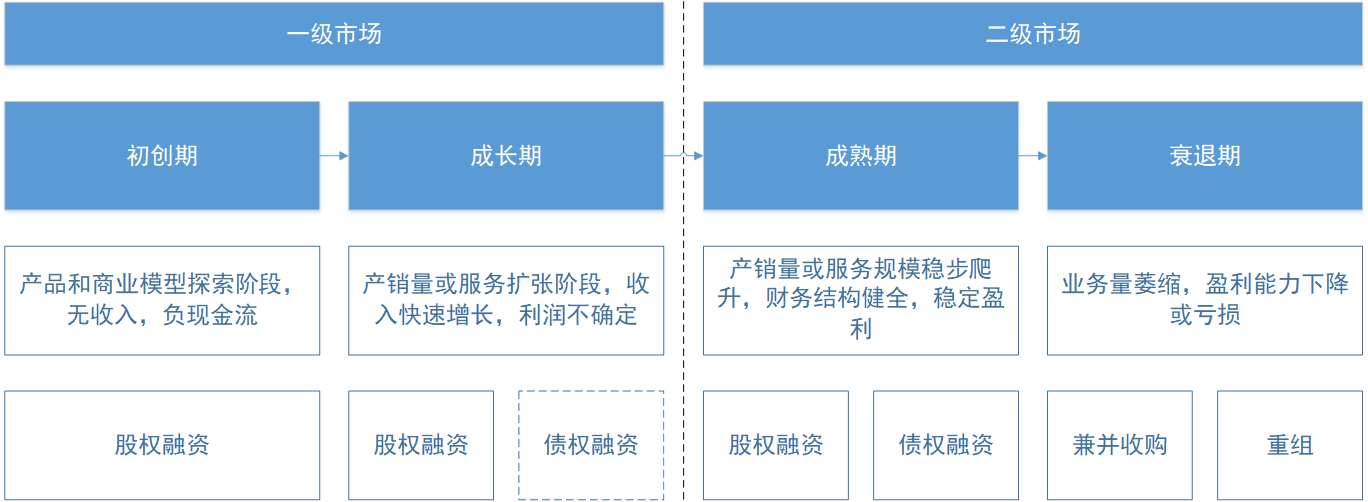 一级市场
二级市场
初创期
成长期
成熟期
衰退期
产品和商业模型探索阶段，
无收入，负现金流
产销量或服务扩张阶段，收
入快速增长，利润不确定
产销量或服务规模稳步爬
升，财务结构健全，稳定盈
利
业务量萎缩，盈利能力下降
或亏损
股权融资
股权融资
债权融资
股权融资
债权融资
兼并收购
重组